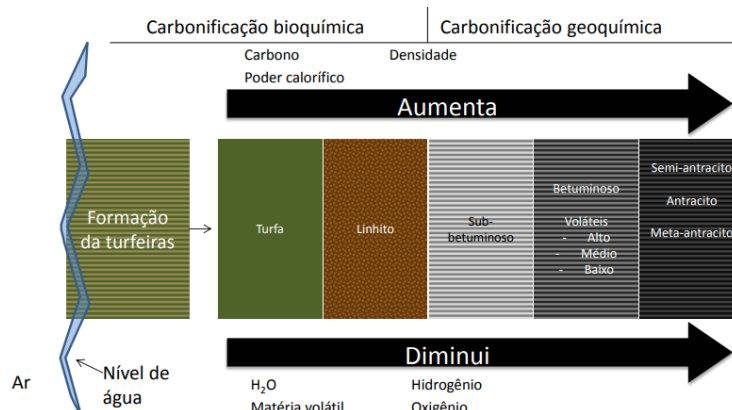 Carbonificação bioquímica
Carbonificação geoquímica
Carbono
Densidade
Poder calorífico
Aumenta
Formação
da turfeiras
Turfa
Linhito
Sub-
betuminoso
Betuminoso
Voláteis
- Alto
- Médio
- Baixo
Semi-antracito
Antracito
Meta-antracito
Diminui
Ar
Nível de
água
H₂O
Hidrogênio
Matéria volátil
Oxigênio